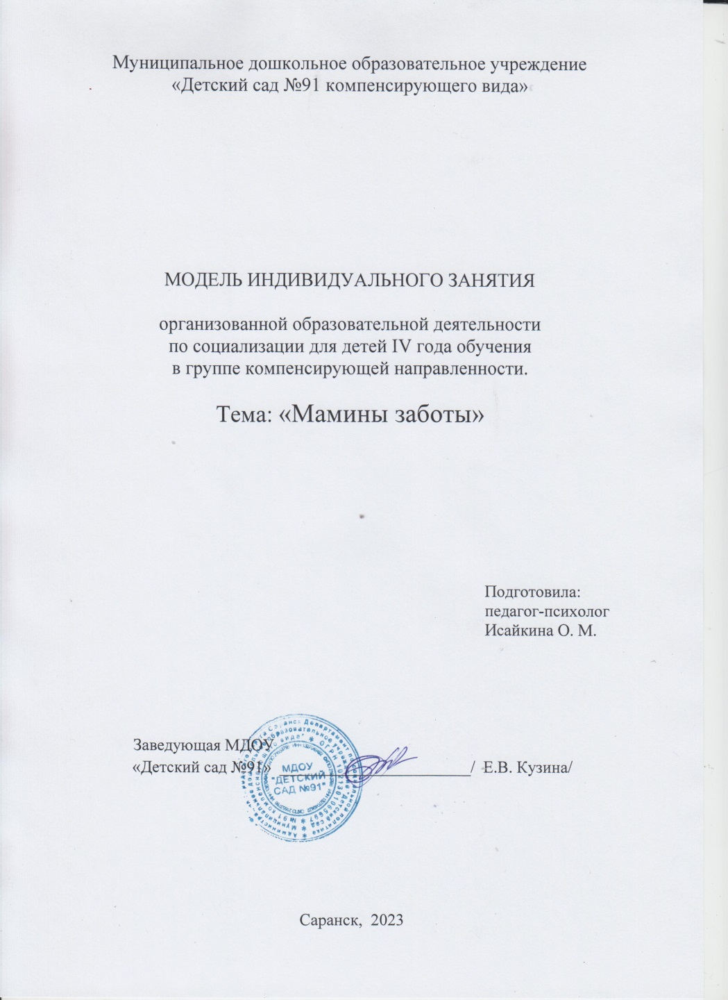 Муниципальное дошкольное образовательное учреждение
«Детский сад №91 компенсирующего вида»
МОДЕЛЬ ИНДИВИДУАЛЬНОГО ЗАНЯТИЯ
организованной образовательной деятельности
по социализации для детей IV года обучения
в группе компенсирующей направленности.
Тема: «Мамины заботы»
Подготовила:
педагог-психолог
Исайкина О. М.
Заведующая МДОУ
«Детский сад №91» ____________________/ Е.В. Кузина/
МДОУ
"ДЕТСКИЙ
САД №91"
Саранск, 2023